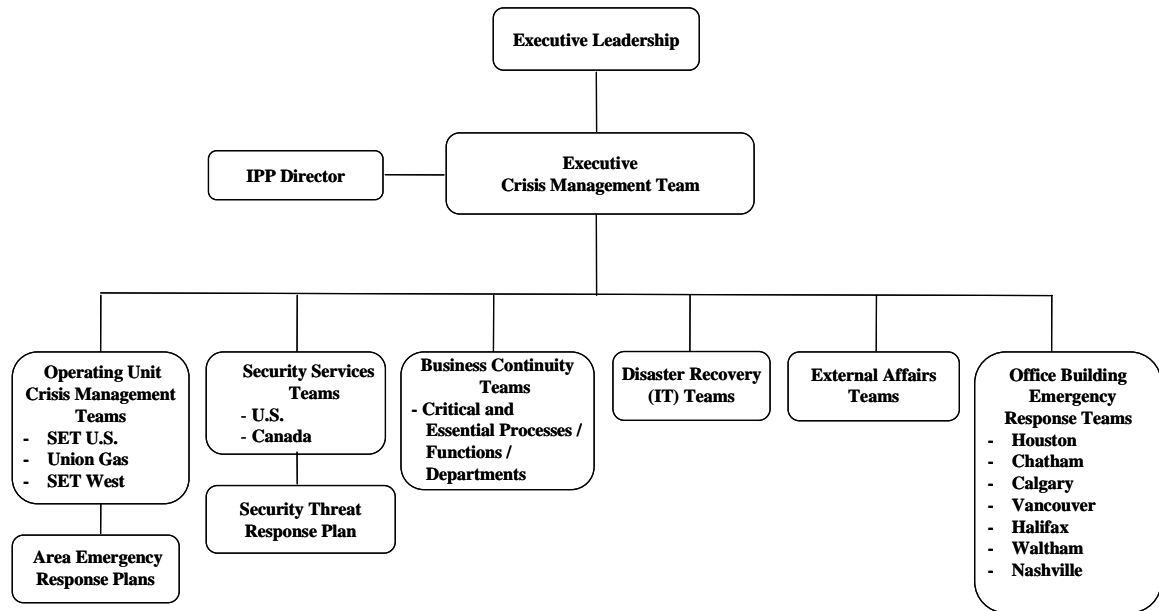 Executive Leadership
IPP Director
Executive
Crisis Management Team
Operating Unit
Crisis Management
Teams
- SET U.S.
- Union Gas
- SET West
Area Emergency
Response Plans
Security Services
Teams
- U.S.
- Canada
Security Threat
Response Plan
Business Continuity
Teams
- Critical and
Essential Processes /
Functions /
Departments
Disaster Recovery
(IT) Teams
External Affairs
Teams
Office Building
Emergency
Response Teams
- Houston
- Chatham
- Calgary
- Vancouver
- Halifax
- Waltham
- Nashville